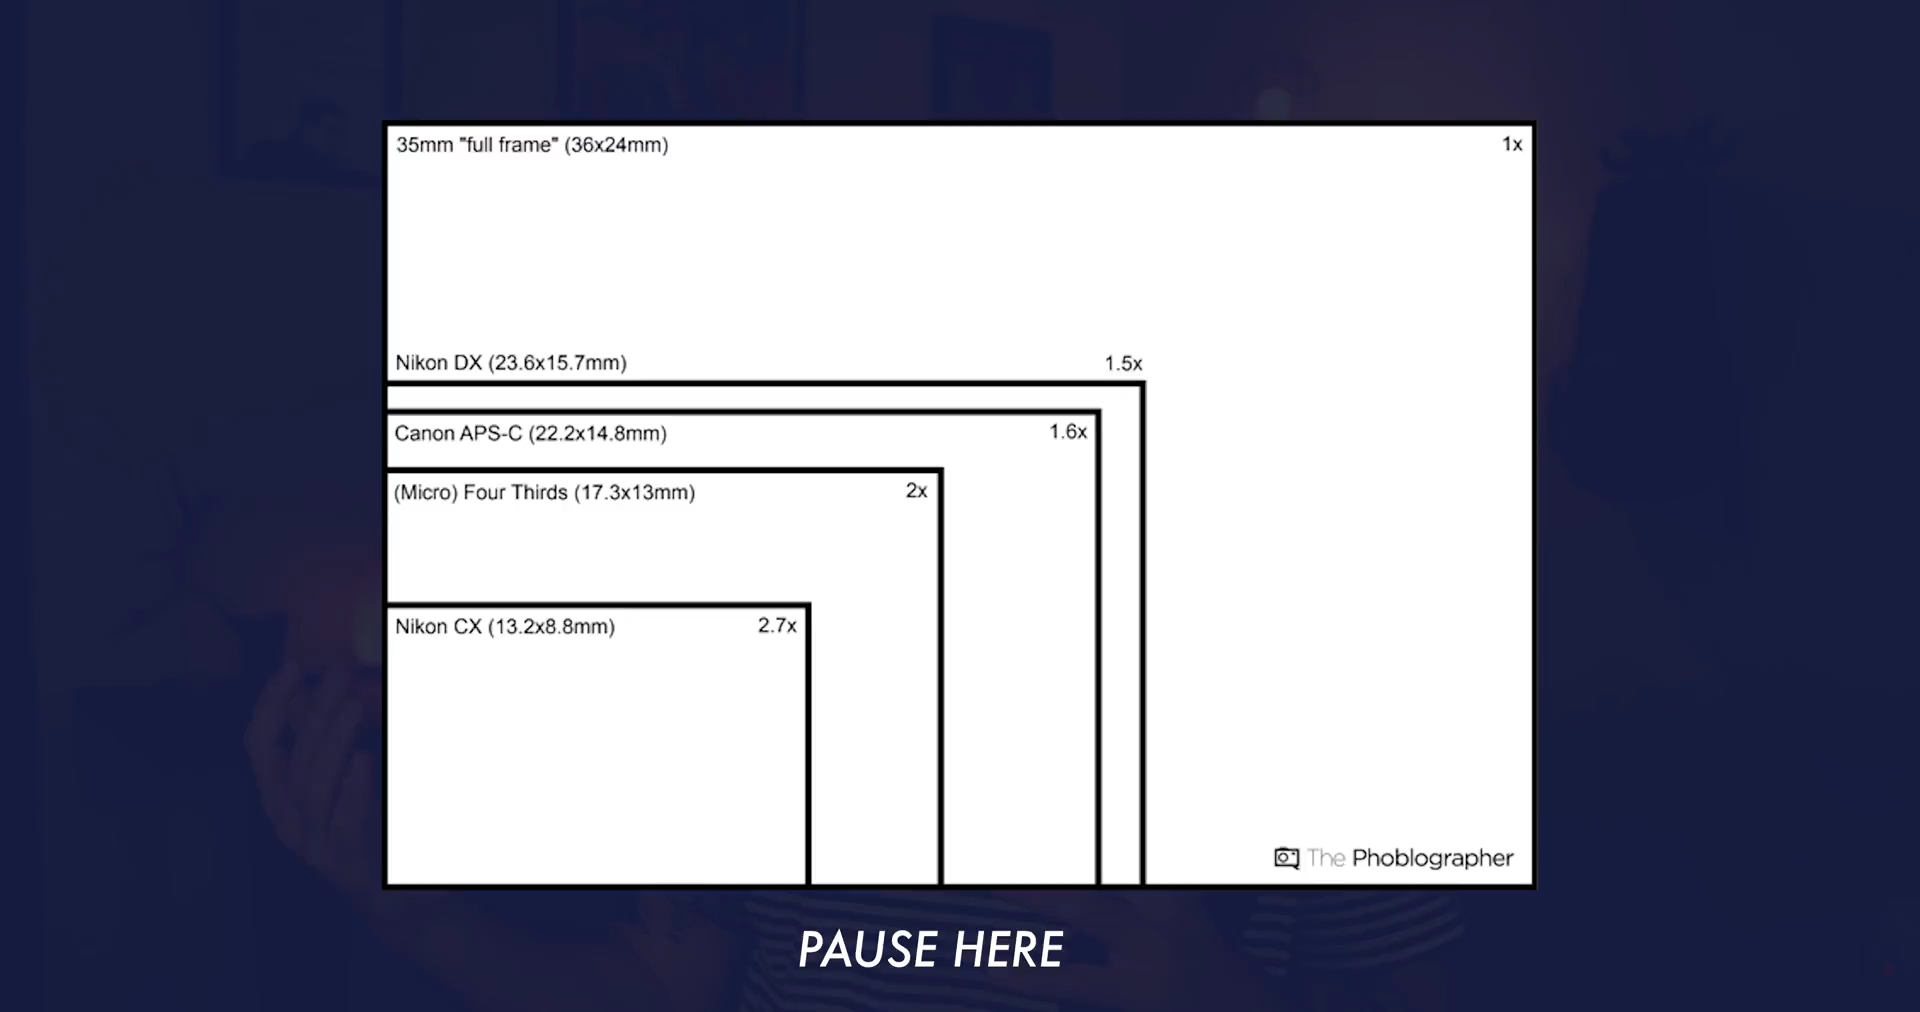 35mm "full frame" (36x24mm) 1x
Nikon DX (23.6x15.7mm) 1.5x
Canon APS-C (22.2x14.8mm) 1.6x
(Micro) Four Thirds (17.3x13mm) 2x
Nikon CX (13.2x8.8mm) 2.7x
The Phoblographer
PAUSE HERE